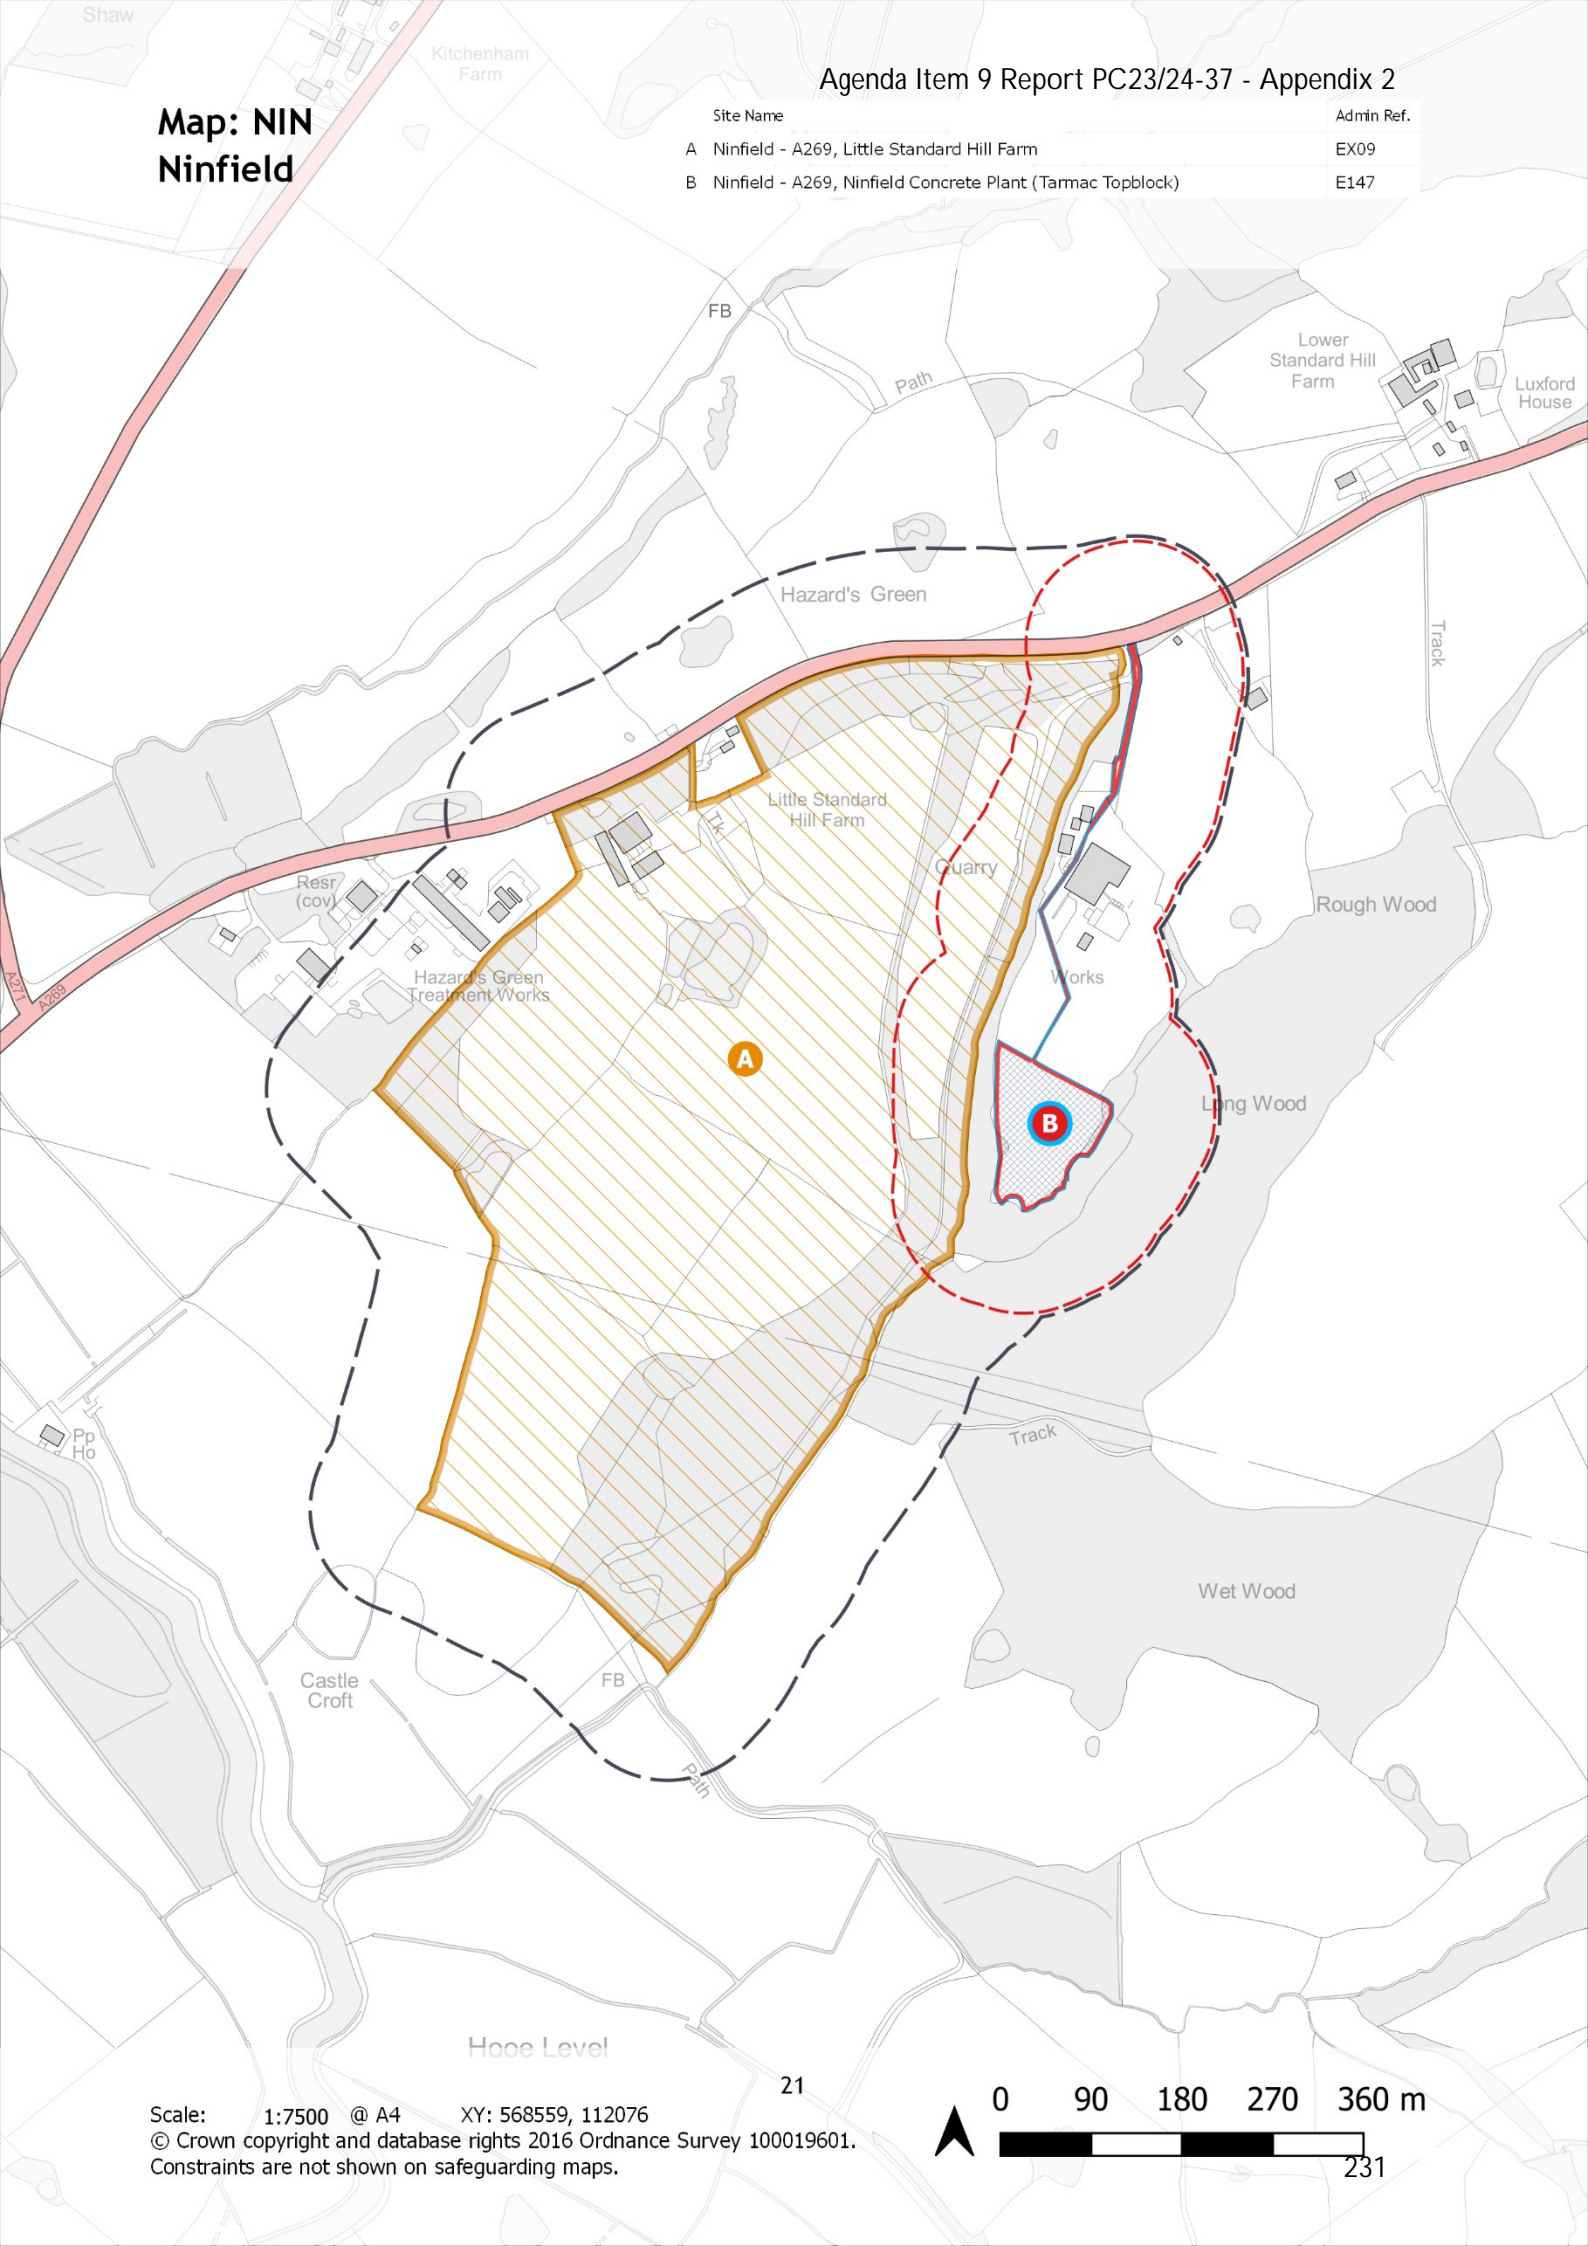 Shaw
Kitchenham
Farm
Agenda Item 9 Report PC23/24-37 - Appendix 2
Map: NIN
Ninfield
Site Name Admin Ref.
A Ninfield - A269, Little Standard Hill Farm EX09
B Ninfield - A269, Ninfield Concrete Plant (Tarmac Topblock) E147
FB
Lower
Standard Hill
Farm
Path
Luxford
House
Hazard's Green
Track
Little Standard
Hill Farm
Tk
Quarry
Resr
(cov)
Rough Wood
A271
A269
Hazard's Green
Treatment Works
Works
A
B
Long Wood
Pp
Ho
Track
Wet Wood
Castle
Croft
FB
Path
Hooe Level
21
0 90 180 270 360 m
Scale: 1:7500 @ A4 XY: 568559, 112076
© Crown copyright and database rights 2016 Ordnance Survey 100019601.
Constraints are not shown on safeguarding maps.
231